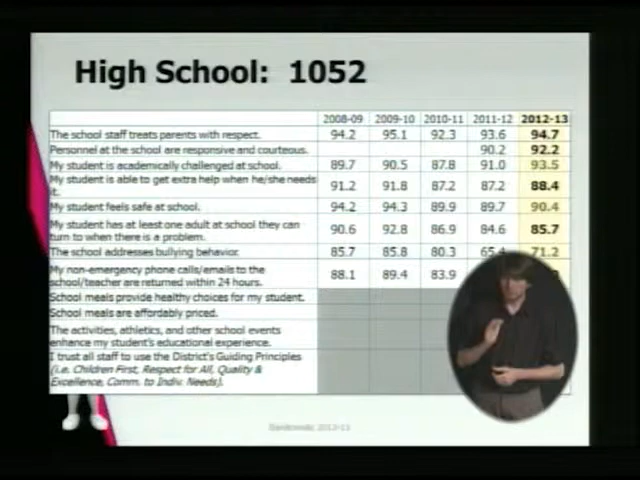 High School: 1052
2008-09 2009-10 2010-11 2011-12 2012-13
The school staff treats parents with respect. 94.2 95.1 92.3 93.6 94.7
Personnel at the school are responsive and courteous. 90.2 92.2
My student is academically challenged at school. 89.7 90.5 87.8 91.0 93.5
My student is able to get extra help when he/she needs
it. 91.2 91.8 87.2 87.2 88.4
My student feels safe at school. 94.2 94.3 89.9 89.7 90.4
My student has at least one adult at school they can
turn to when there is a problem. 90.6 92.8 86.9 84.6 85.7
The school addresses bullying behavior. 85.7 85.8 80.3 65.4 71.2
My non-emergency phone calls/emails to the
school/teacher are returned within 24 hours. 88.1 89.4 83.9
School meals provide healthy choices for my student.
School meals are affordably priced.
The activities, athletics, and other school events
enhance my student's educational experience.
I trust all staff to use the District's Guiding Principles
(i.e. Children First, Respect for All, Quality &
Excellence, Comm. to Indiv. Needs).
2012-13